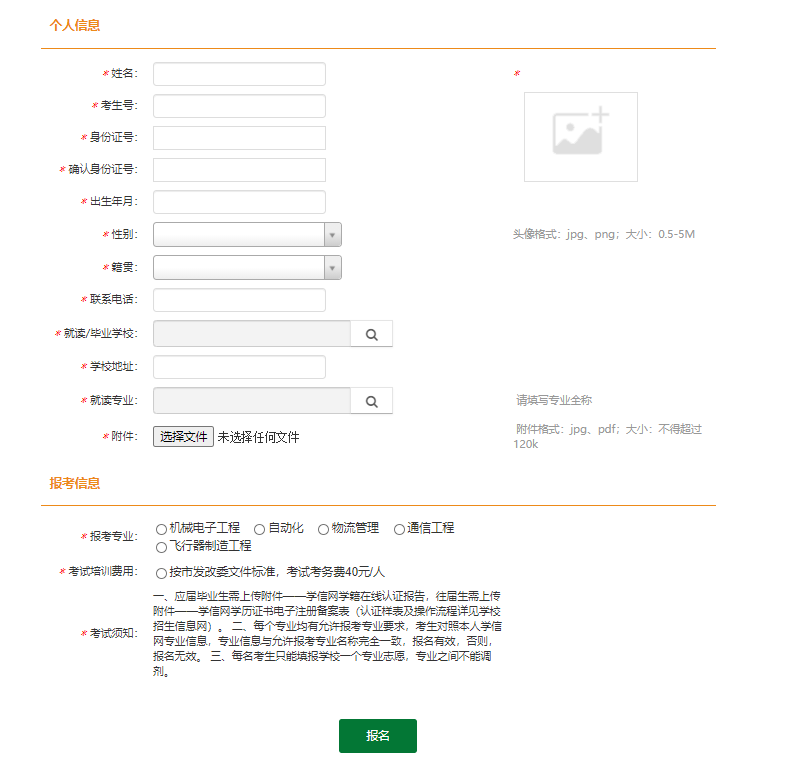 个人信息
*姓名：
*
*考生号：
*身份证号：
*确认身份证号：
*出生年月：
*性别：
头像格式：jpg、png；大小：0.5-5M
*籍贯：
*联系电话：
*就读/毕业学校：
*学校地址：
*就读专业：
请填写专业全称
*附件：
选择文件 未选择任何文件
附件格式：jpg、pdf；大小：不得超过
120k
报考信息
*报考专业：
机械电子工程 自动化 物流管理 通信工程
飞行器制造工程
*考试培训费用：
按市发改委文件标准，考试考务费40元/人
*考试须知：
一、应届毕业生需上传附件——学信网学籍在线认证报告，往届生需上传
附件——学信网学历证书电子注册备案表（认证样表及操作流程详见学校
招生信息网）。 二、每个专业均有允许报考专业要求，考生对照本人学信
网专业信息，专业信息与允许报考专业名称完全一致，报名有效，否则，
报名无效。 三、每名考生只能填报学校一个专业志愿，专业之间不能调
剂。
报名